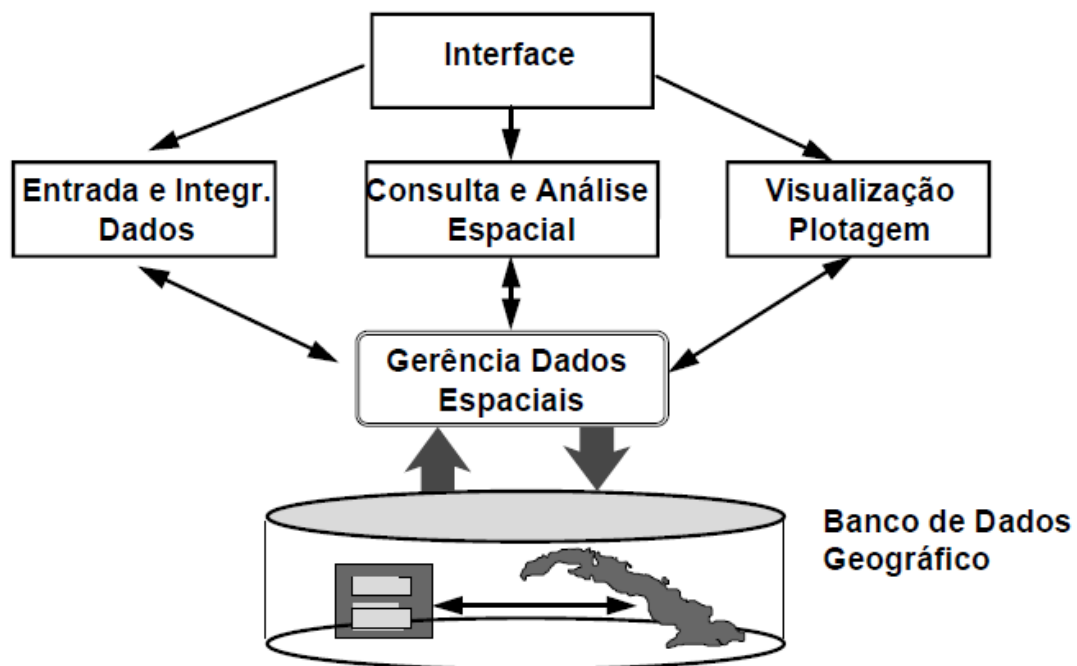 Interface
Entrada e Integr.
Dados
Consulta e Análise
Espacial
Visualização
Plotagem
Gerência Dados
Espaciais
Banco de Dados
Geográfico